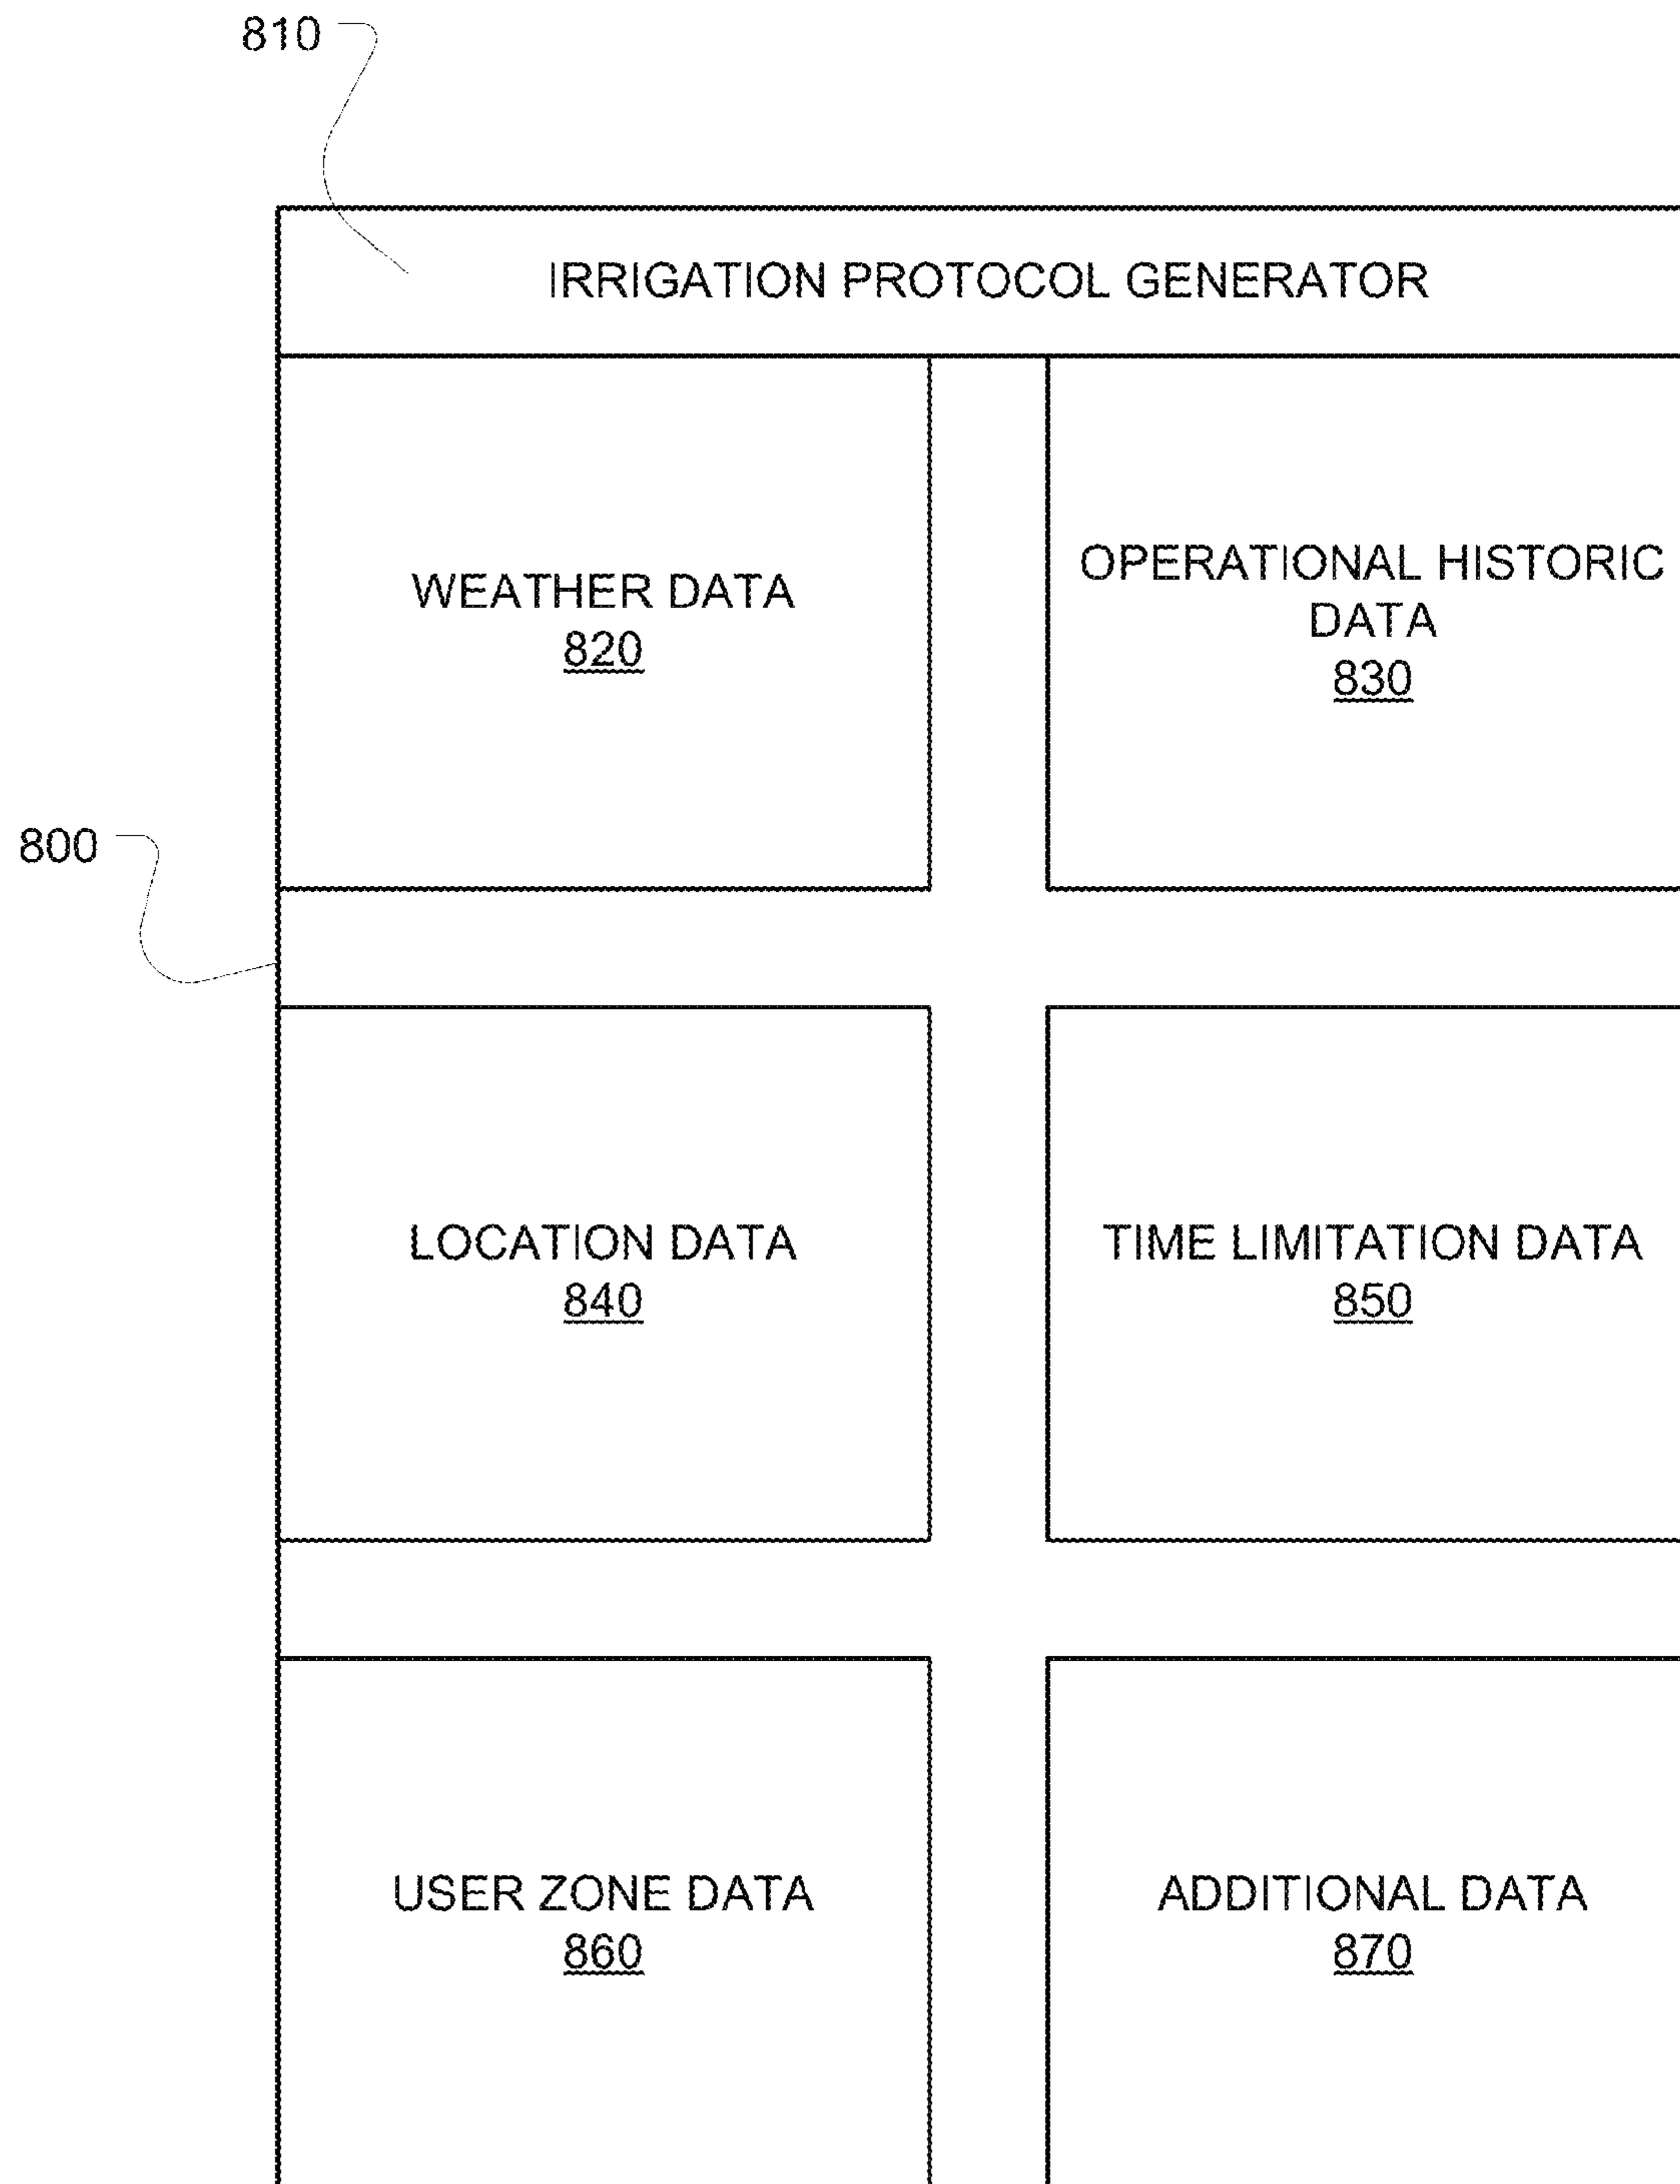 810
IRRIGATION PROTOCOL GENERATOR
WEATHER DATA
820
OPERATIONAL HISTORIC
DATA
830
800
LOCATION DATA
840
TIME LIMITATION DATA
850
USER ZONE DATA
860
ADDITIONAL DATA
870